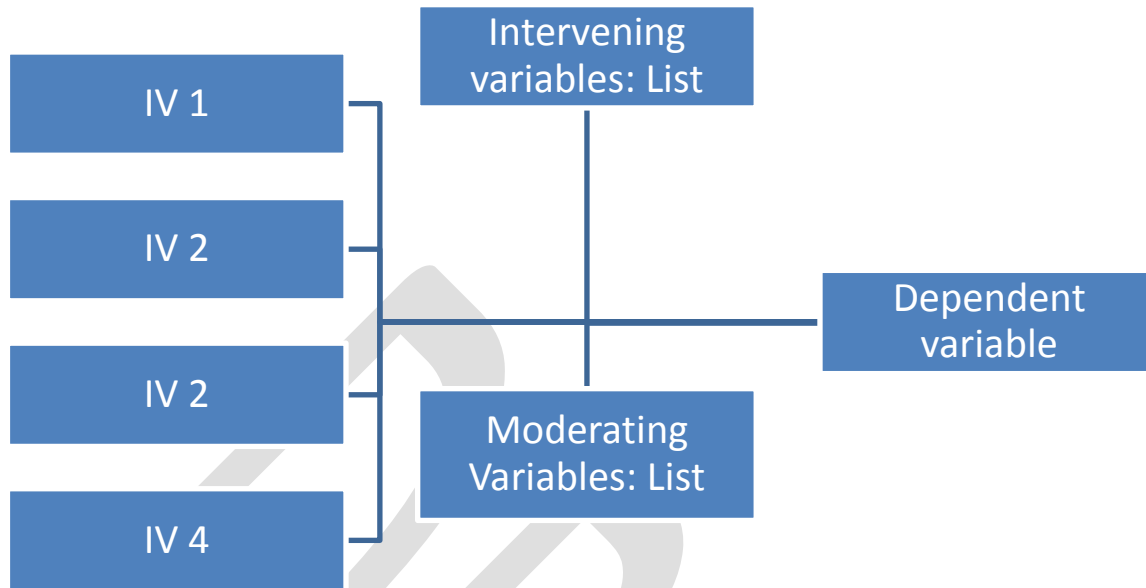 IV 1
IV 2
IV 2
IV 4
Intervening
variables: List
Moderating
Variables: List
Dependent
variable